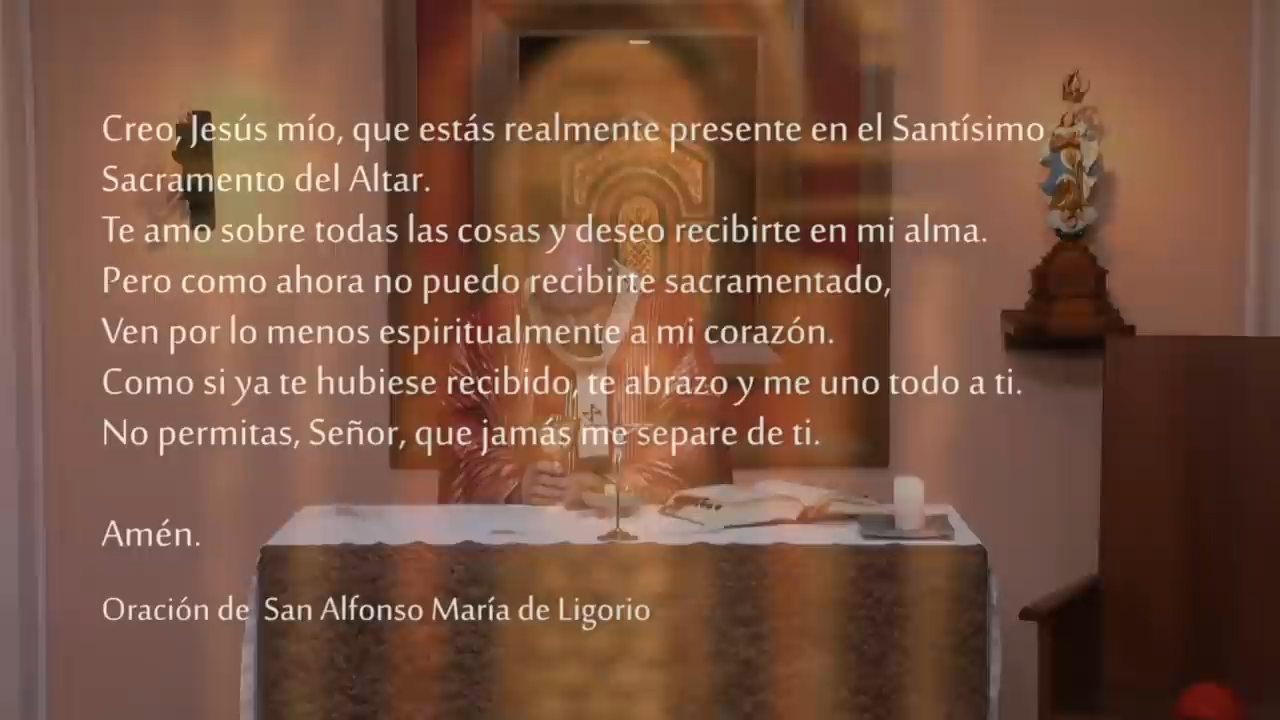 Creo, Jesús mío, que estás realmente presente en el Santísimo
Sacramento del Altar.
Te amo sobre todas las cosas y deseo recibirte en mi alma.
Pero como ahora no puedo recibirte sacramentado,
Ven por lo menos espiritualmente a mi corazón.
Como si ya te hubiese recibido, te abrazo y me uno todo a ti.
No permitas, Señor, que jamás me separe de ti.
Amén.
Oración de San Alfonso María de Ligorio